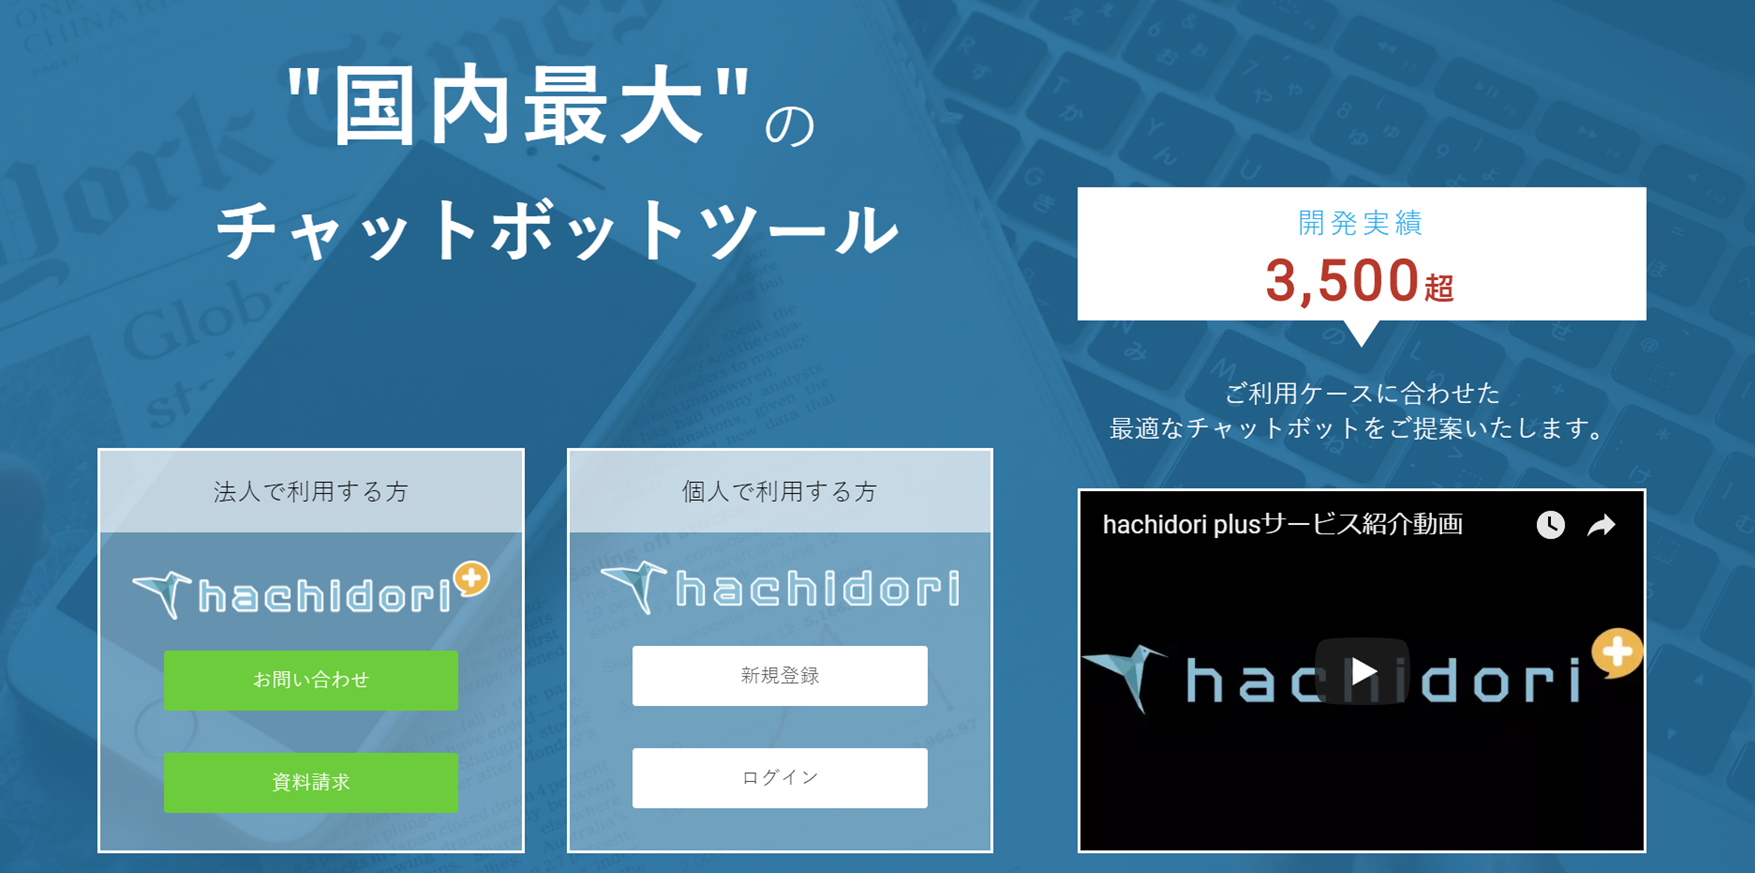 "国内最大"の
チャットボットツール
開発実績
3,500超
ご利用ケースに合わせた
最適なチャットボットをご提案いたします。
法人で利用する方
hachidori
お問い合わせ
資料請求
個人で利用する方
hachidori
新規登録
ログイン
hachidori plusサービス紹介動画
hachidori